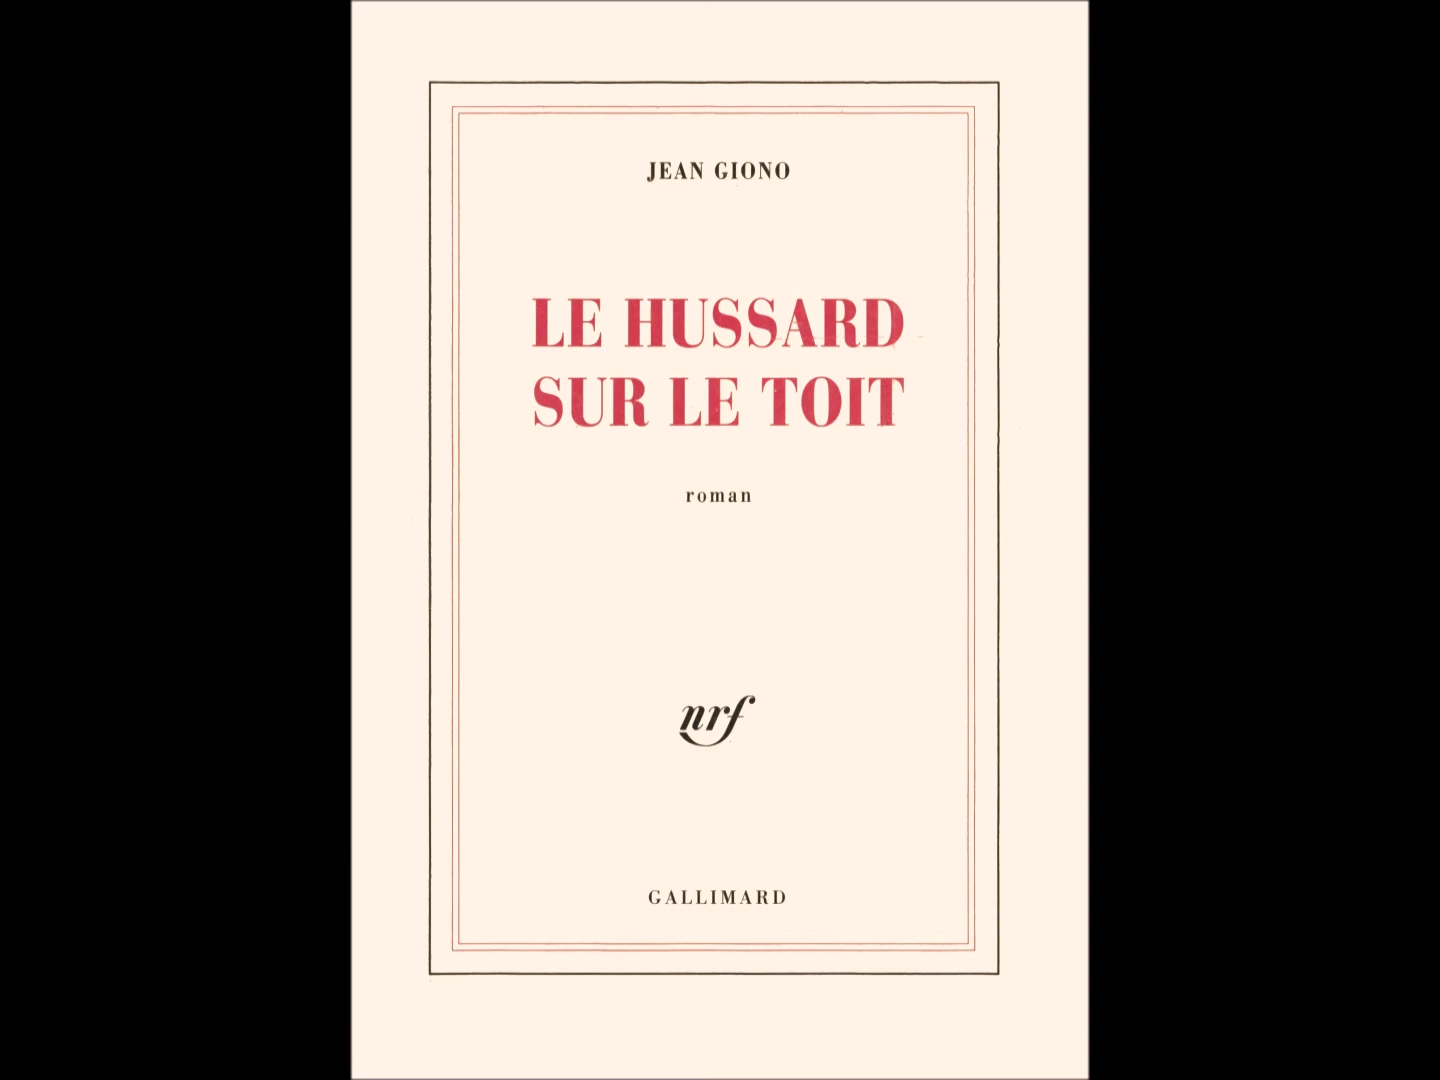 JEAN GIONO
LE HUSSARD
SUR LE TOIT
roman
nrf
GALLIMARD